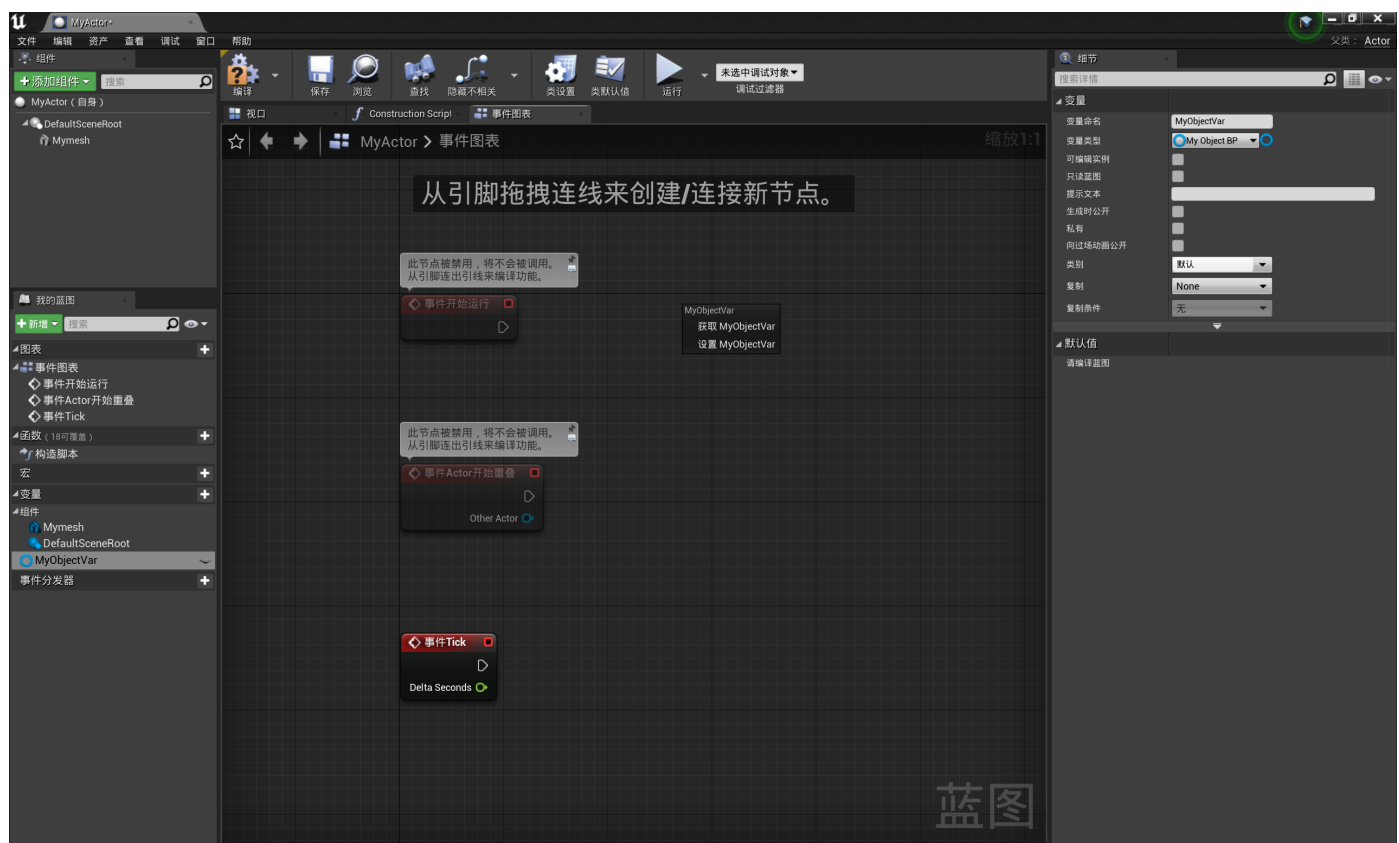 MyActor*
文件 编辑 资产 查看 调试 窗口 帮助
父类： Actor
组件
+添加组件 搜索
MyActor（自身）
DefaultSceneRoot
Mymesh
编译 保存 浏览 查找 隐藏不相关 类设置 类默认值 运行
未选中调试对象
调试过滤器
视口 Construction Script 事件图表
MyActor 事件图表
缩放1:1
从引脚拖拽连线来创建/连接新节点。
此节点被禁用，将不会被调用。
从引脚连出引线来编译功能。
事件开始运行
MyObjectVar
获取 MyObjectVar
设置 MyObjectVar
此节点被禁用，将不会被调用。
从引脚连出引线来编译功能。
事件Actor开始重叠
Other Actor
事件Tick
Delta Seconds
蓝图
我的蓝图
+新增 搜索
图表
事件图表
事件开始运行
事件Actor开始重叠
事件Tick
函数（18可覆盖）
构造脚本
宏
变量
组件
Mymesh
DefaultSceneRoot
MyObjectVar
事件分发器
细节
搜索详情
变量
变量命名 MyObjectVar
变量类型 My Object BP
可编辑实例
只读蓝图
提示文本
生成时公开
私有
向过场动画公开
类别 默认
复制 None
复制条件 无
默认值
请编译蓝图